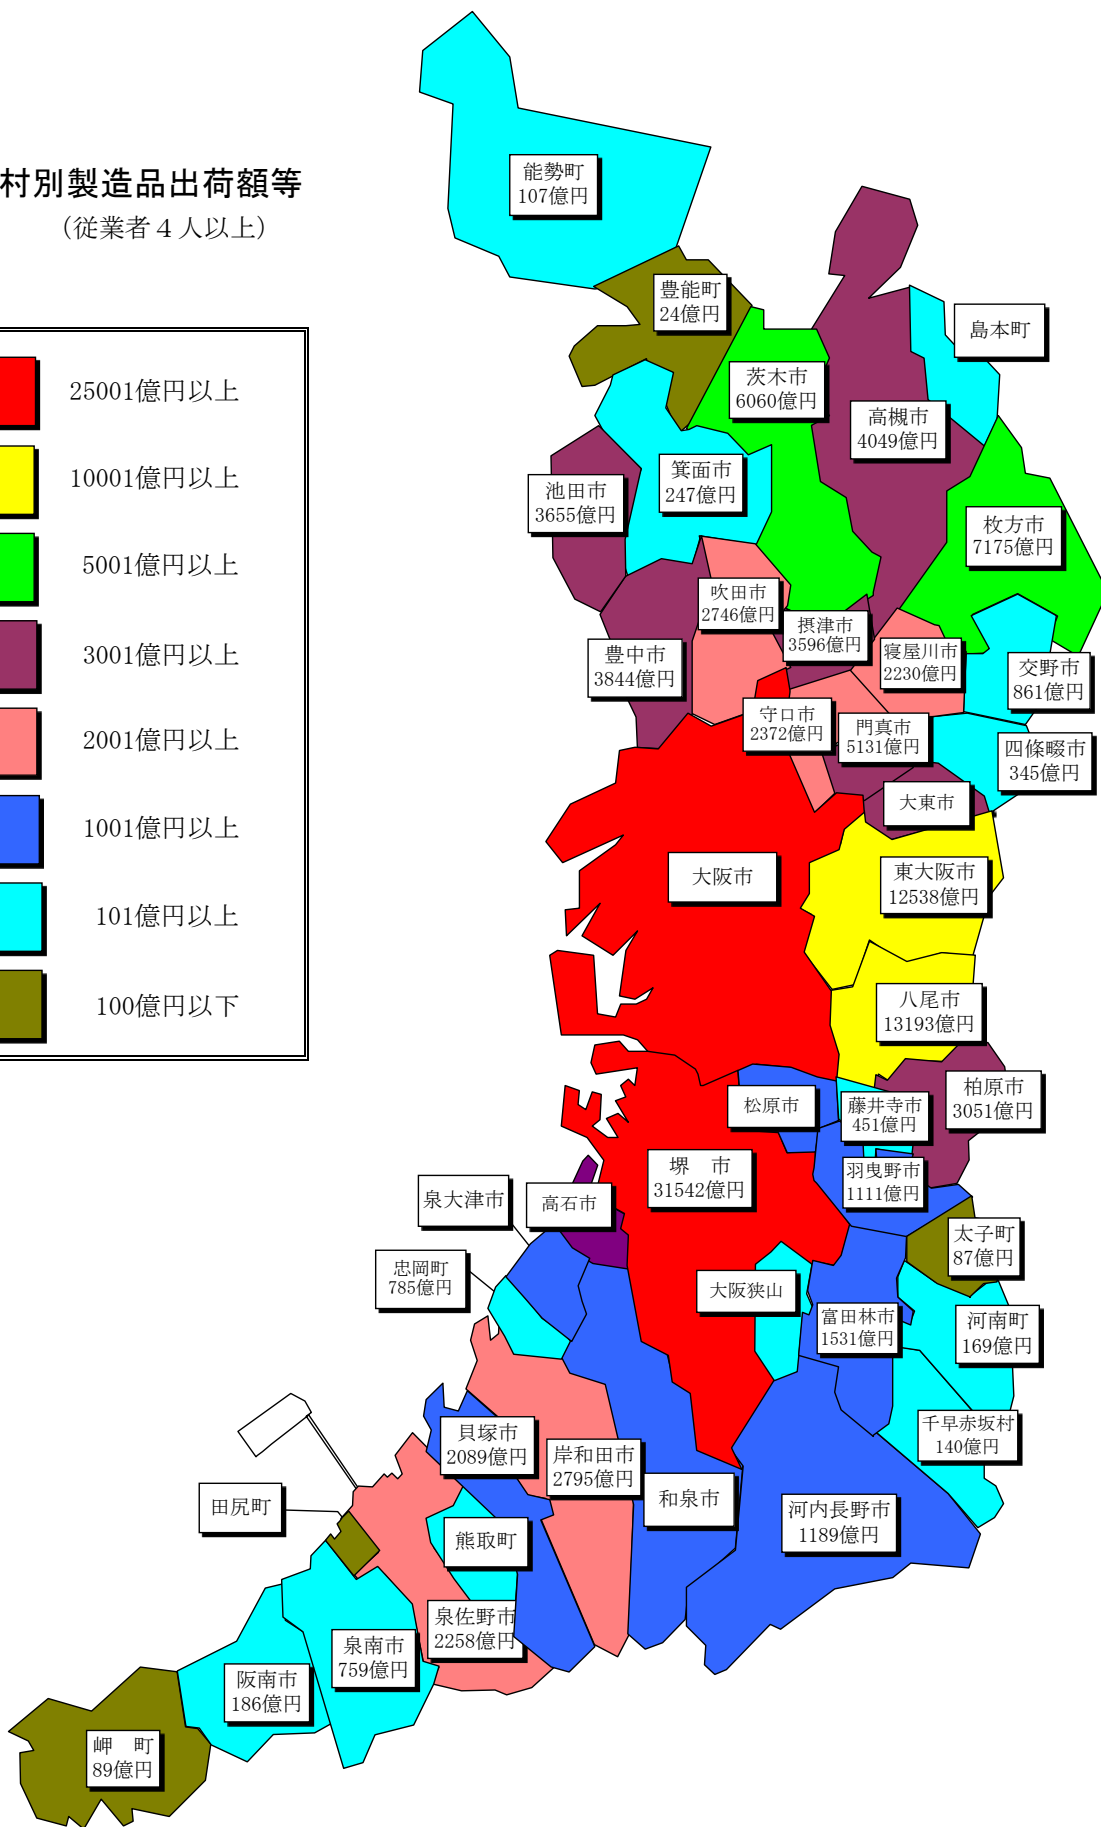 村別製造品出荷額等
（従業者４人以上）
25001億円以上
10001億円以上
5001億円以上
3001億円以上
2001億円以上
1001億円以上
101億円以上
100億円以下
能勢町
107億円
豊能町
24億円
島本町
茨木市
6060億円
高槻市
4049億円
箕面市
247億円
池田市
3655億円
枚方市
7175億円
吹田市
2746億円
摂津市
3596億円
寝屋川市
2230億円
豊中市
3844億円
交野市
861億円
守口市
2372億円
門真市
5131億円
四條畷市
345億円
大東市
大阪市
東大阪市
12538億円
八尾市
13193億円
柏原市
3051億円
松原市
藤井寺市
451億円
堺　市
31542億円
羽曳野市
1111億円
泉大津市
高石市
太子町
87億円
忠岡町
785億円
大阪狭山
富田林市
1531億円
河南町
169億円
千早赤坂村
140億円
貝塚市
2089億円
岸和田市
2795億円
和泉市
河内長野市
1189億円
田尻町
熊取町
泉佐野市
2258億円
泉南市
759億円
阪南市
186億円
岬　町
89億円